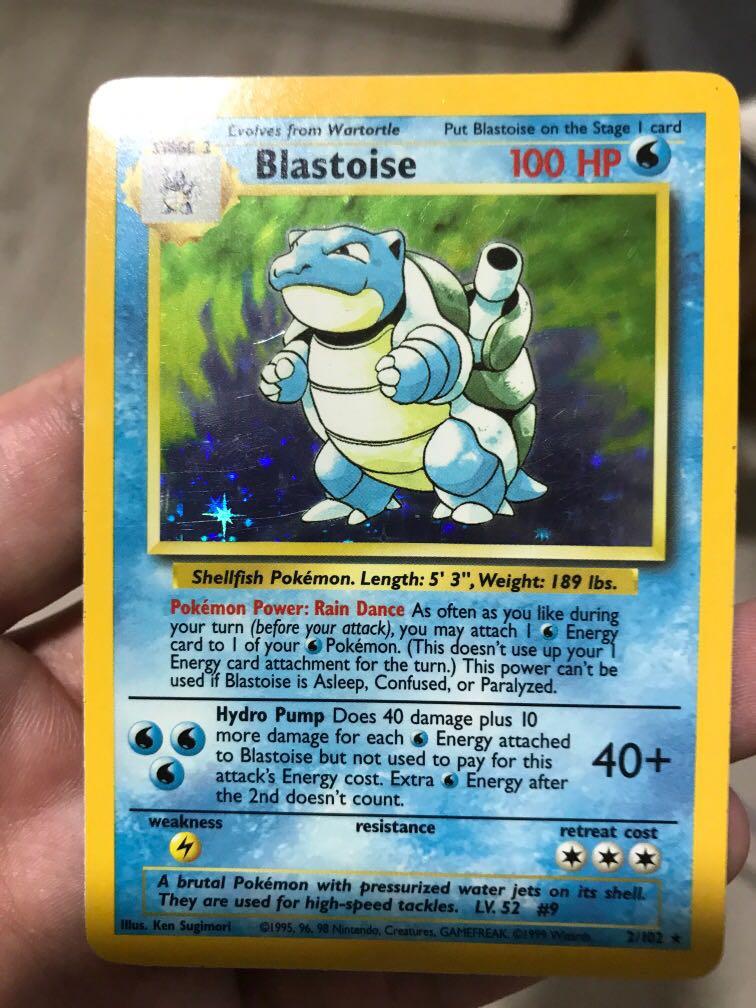 Evolves from Wartortle Put Blastoise on the Stage 1 card
STAGE 2
Blastoise 100 HP
Shellfish Pokémon. Length: 5' 3", Weight: 189 lbs.
Pokémon Power: Rain Dance As often as you like during
your turn (before your attack), you may attach 1 Energy
card to 1 of your Pokémon. (This doesn't use up your 1
Energy card attachment for the turn.) This power can't be
used if Blastoise is Asleep, Confused, or Paralyzed.
Hydro Pump Does 40 damage plus 10
more damage for each Energy attached
to Blastoise but not used to pay for this
attack's Energy cost. Extra Energy after
the 2nd doesn't count.
40+
weakness resistance retreat cost
A brutal Pokémon with pressurized water jets on its shell.
They are used for high-speed tackles. LV. 52 #9
Illus. Ken Sugimori ©1995, 96, 98 Nintendo, Creatures, GAMEFREAK. ©1999 Wizards 2/102